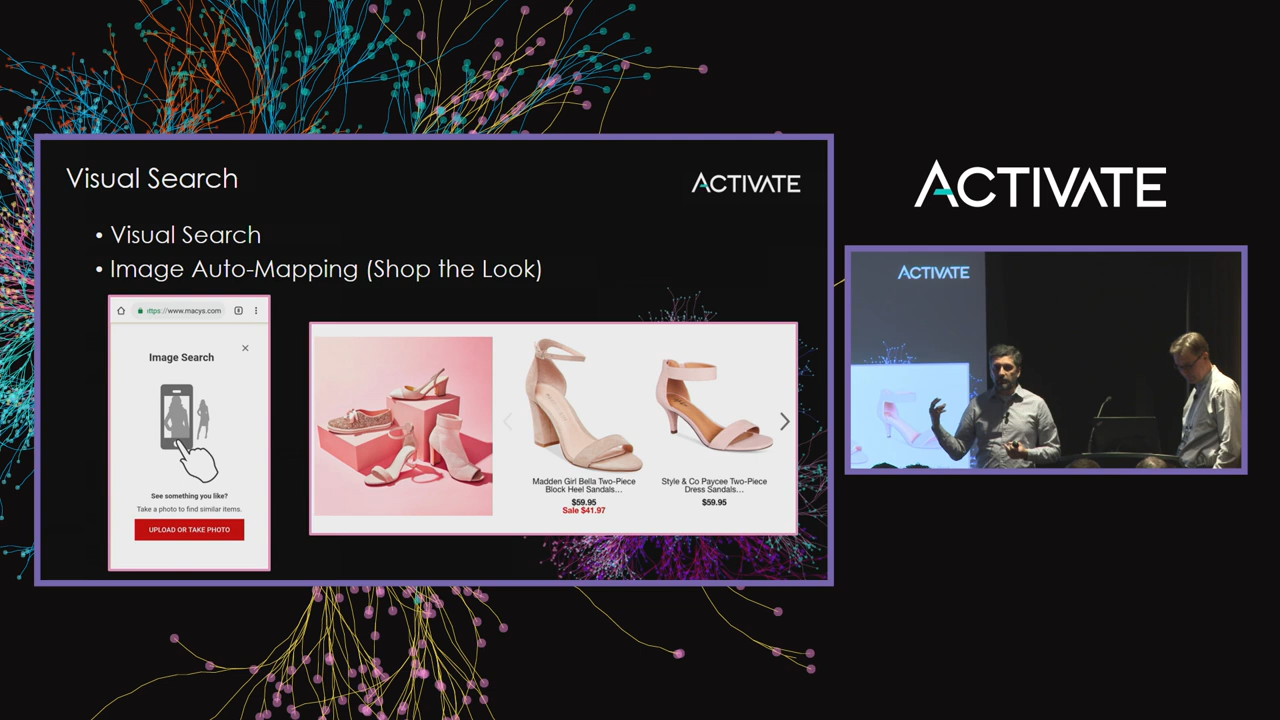 Visual Search
ACTIVATE
• Visual Search
• Image Auto-Mapping (Shop the Look)
ttps://www.macys.com
8
Image Search
See something you like?
Take a photo to find similar items.
UPLOAD OR TAKE PHOTO
Madden Girl Bella Two-Piece
Block Heel Sandals...
$59.95
Sale $41.97
Style & Co Paycee Two-Piece
Dress Sandals...
$59.95
ACTIVATE
ACTIVATE